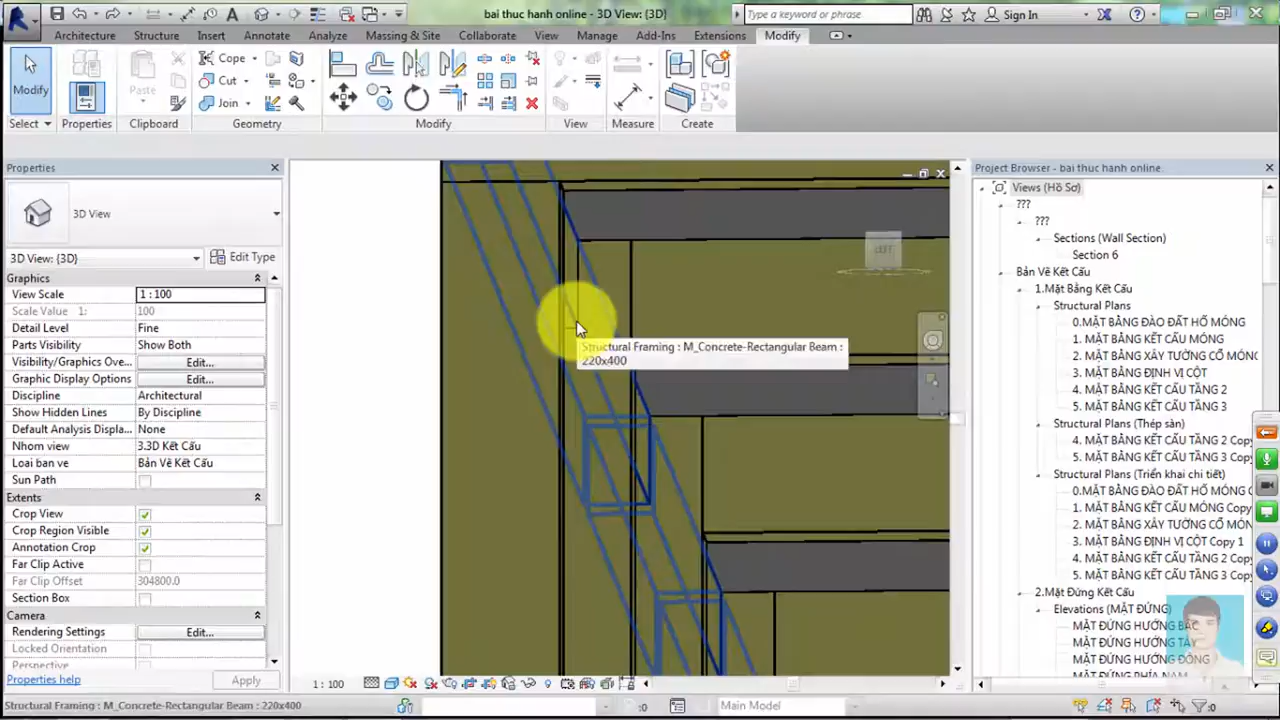 bai thuc hanh online - 3D View: {3D}
Type a keyword or phrase
Sign In
Architecture Structure Insert Annotate Analyze Massing & Site Collaborate View Manage Add-Ins Extensions Modify
Modify
Paste
Cope
Cut
Join
Select Properties Clipboard Geometry Modify View Measure Create
Properties
3D View
3D View: {3D}
Edit Type
Graphics
View Scale 1 : 100
Scale Value 1: 100
Detail Level Fine
Parts Visibility Show Both
Visibility/Graphics Ove... Edit...
Graphic Display Options Edit...
Discipline Architectural
Show Hidden Lines By Discipline
Default Analysis Displa... None
Nhom view 3.3D Kết Cấu
Loai ban ve Bản Vẽ Kết Cấu
Sun Path
Extents
Crop View
Crop Region Visible
Annotation Crop
Far Clip Active
Far Clip Offset 304800.0
Section Box
Camera
Rendering Settings Edit...
Locked Orientation
Perspective
Properties help
Apply
LEFT
Structural Framing : M_Concrete-Rectangular Beam :
220x400
1 : 100
Project Browser - bai thuc hanh online.
Views (Hồ Sơ)
???
???
Sections (Wall Section)
Section 6
Bản Vẽ Kết Cấu
1.Mặt Bằng Kết Cấu
Structural Plans
0.MẶT BẰNG ĐÀO ĐẤT HỐ MÓNG
1. MẶT BẰNG KẾT CẤU MÓNG
2. MẶT BẰNG XÂY TƯỜNG CỔ MÓN
3. MẶT BẰNG ĐỊNH VỊ CỘT
4. MẶT BẰNG KẾT CẤU TẦNG 2
5. MẶT BẰNG KẾT CẤU TẦNG 3
Structural Plans (Thép sàn)
4. MẶT BẰNG KẾT CẤU TẦNG 2 Copy
5. MẶT BẰNG KẾT CẤU TẦNG 3 Copy
Structural Plans (Triển khai chi tiết)
0.MẶT BẰNG ĐÀO ĐẤT HỐ MÓNG C
1. MẶT BẰNG KẾT CẤU MÓNG Copy
2. MẶT BẰNG XÂY TƯỜNG CỔ MÓN
3. MẶT BẰNG ĐỊNH VỊ CỘT Copy 1
4. MẶT BẰNG KẾT CẤU TẦNG 2 Copy
5. MẶT BẰNG KẾT CẤU TẦNG 3 Copy
2.Mặt Đứng Kết Cấu
Elevations (MẶT ĐỨNG)
MẶT ĐỨNG HƯỚNG BẮC
MẶT ĐỨNG HƯỚNG TÂY
MẶT ĐỨNG HƯỚNG ĐÔNG
MẶT ĐỨNG PHÍA NAM
Structural Framing : M_Concrete-Rectangular Beam : 220x400
:0
Main Model
:0